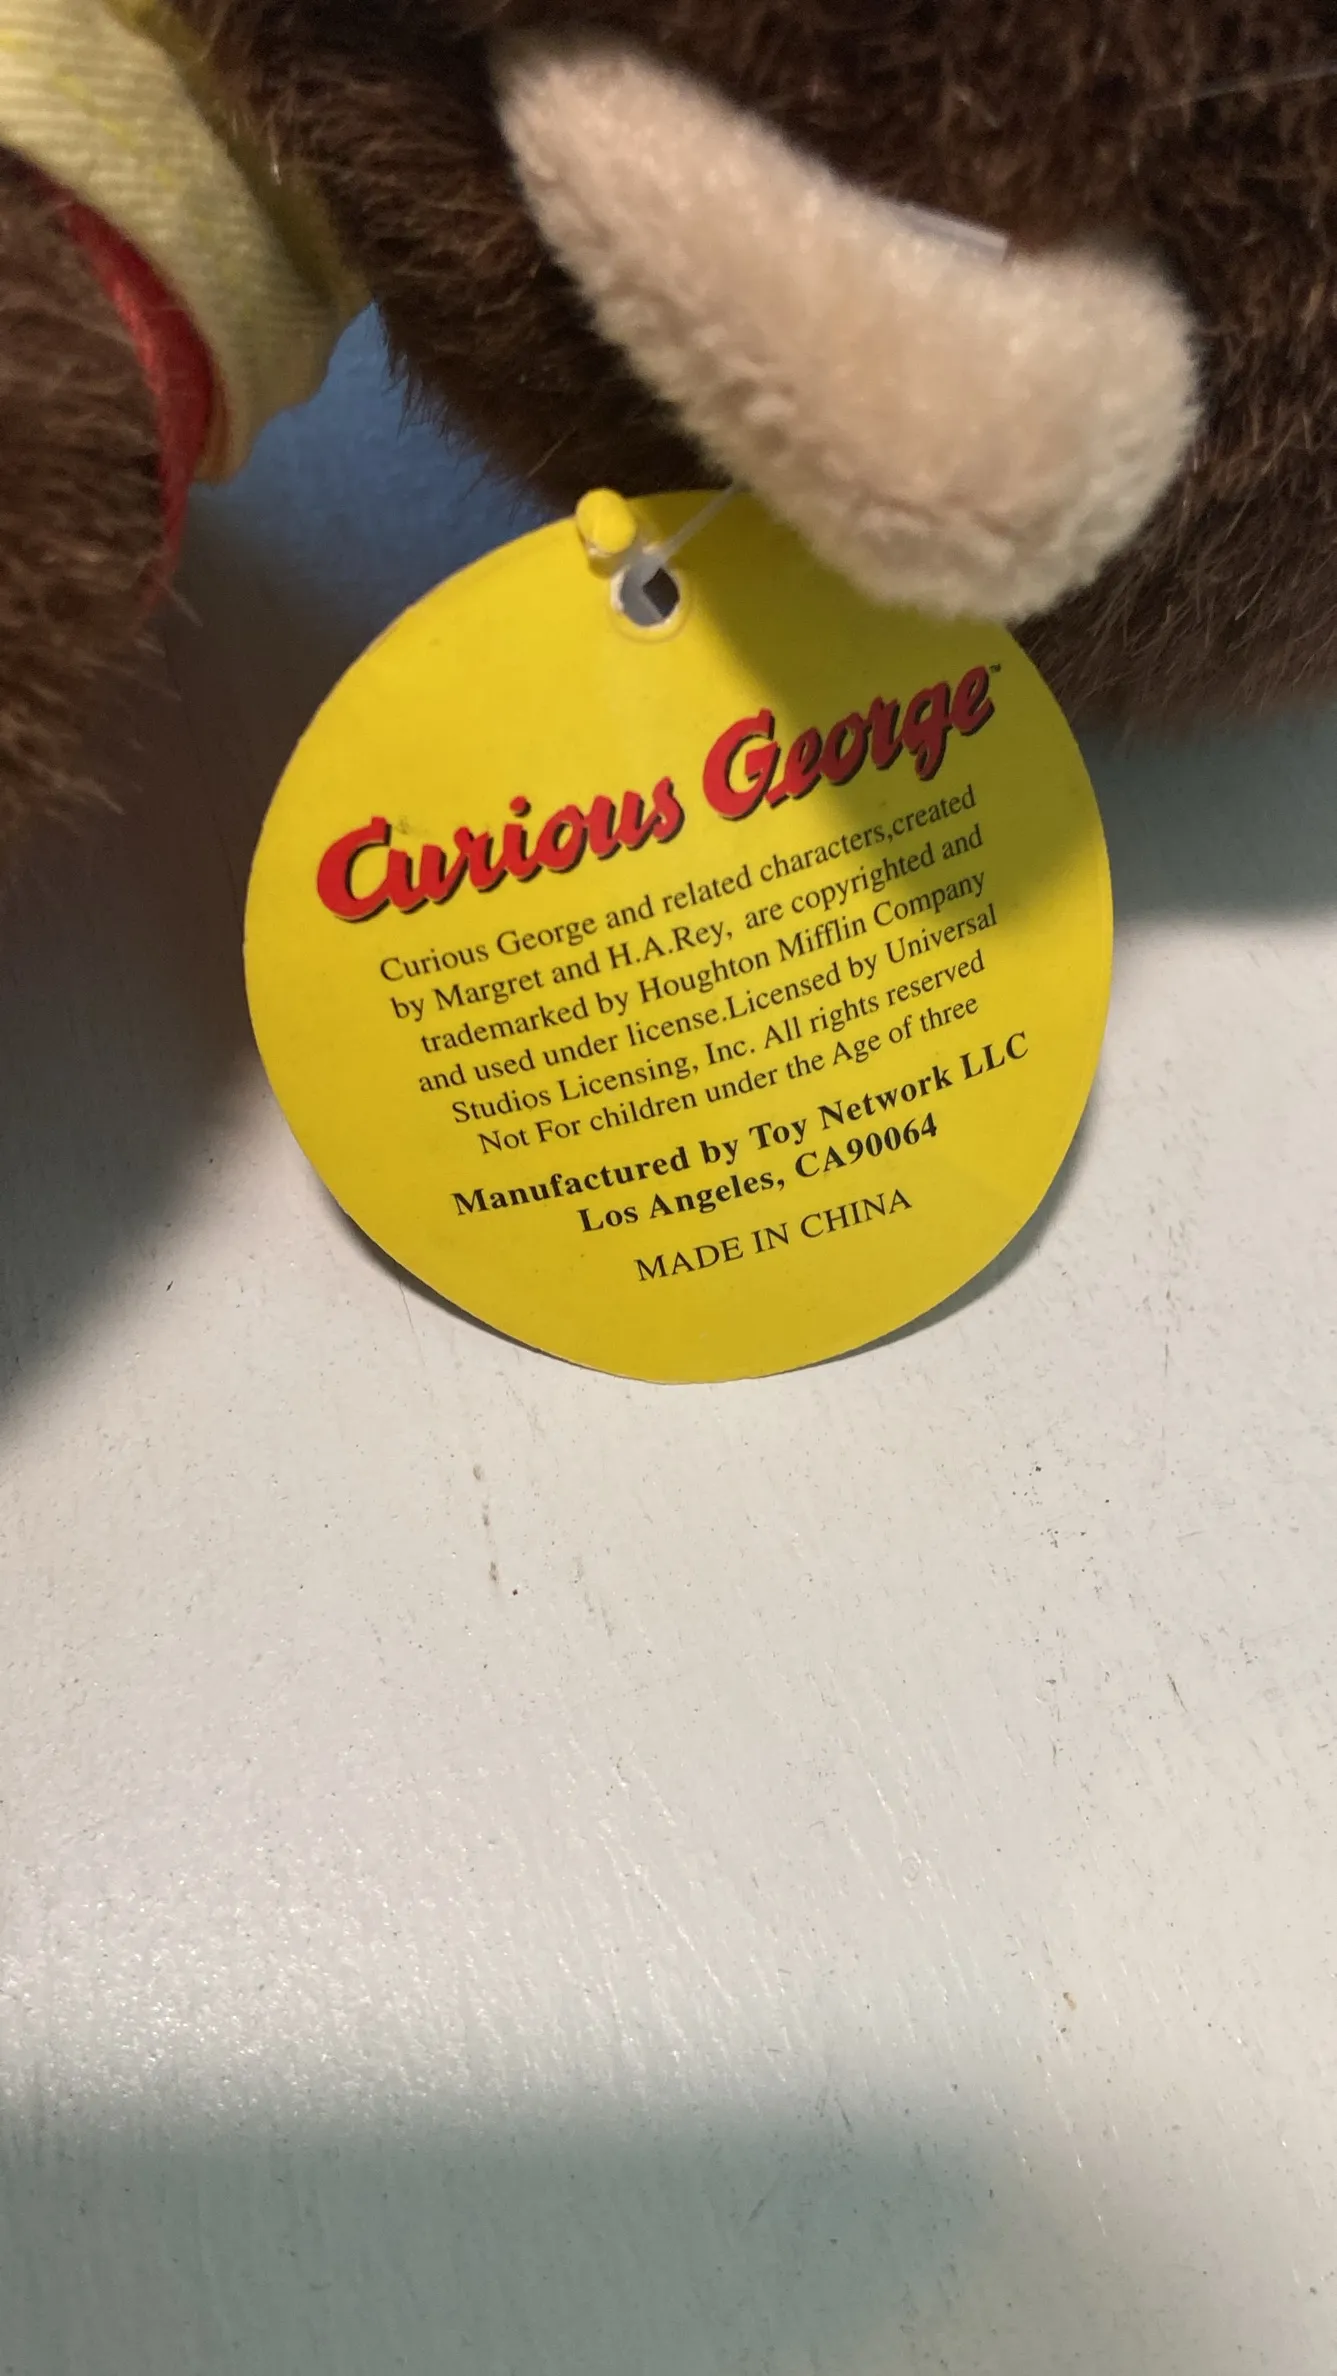 Curious George™
Curious George and related characters,created
by Margret and H.A.Rey, are copyrighted and
trademarked by Houghton Mifflin Company
and used under license.Licensed by Universal
Studios Licensing, Inc. All rights reserved
Not For children under the Age of three
Manufactured by Toy Network LLC
Los Angeles, CA90064
MADE IN CHINA